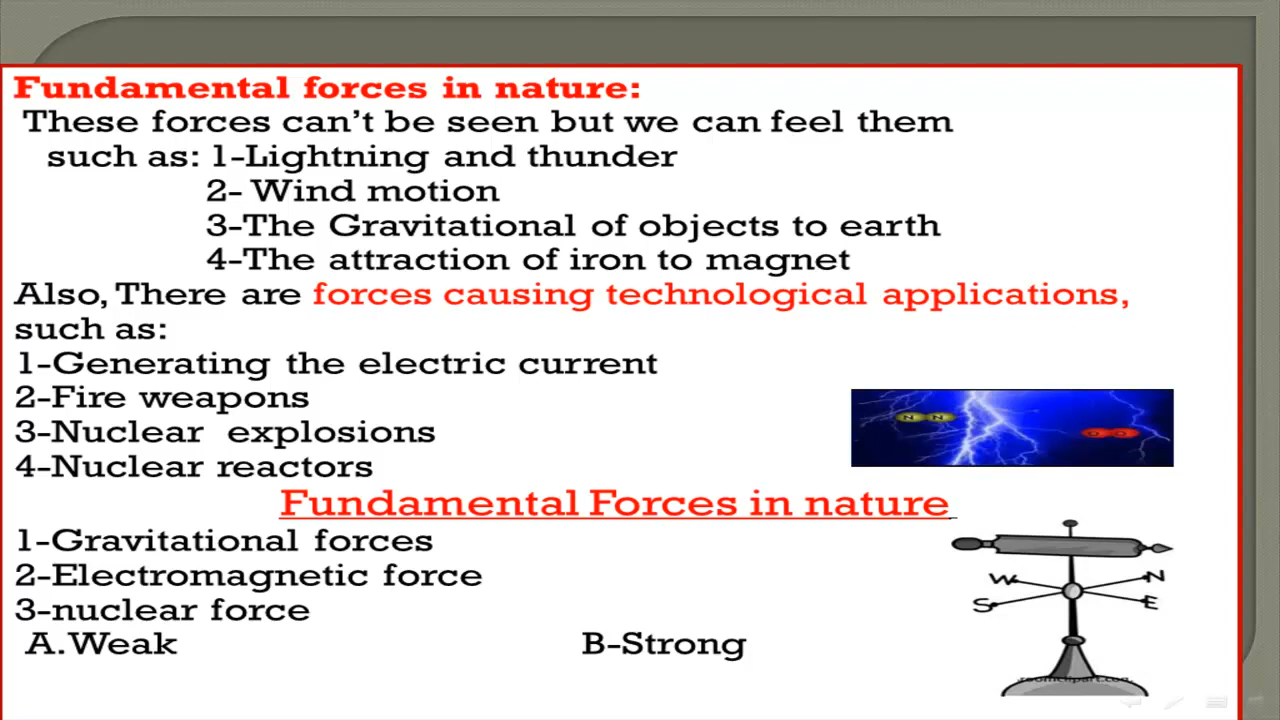 Fundamental forces in nature:
These forces can't be seen but we can feel them
such as: 1-Lightning and thunder
2- Wind motion
3-The Gravitational of objects to earth
4-The attraction of iron to magnet
Also, There are forces causing technological applications,
such as:
1-Generating the electric current
2-Fire weapons
3-Nuclear explosions
4-Nuclear reactors
N N
O O
Fundamental Forces in nature
1-Gravitational forces
2-Electromagnetic force
3-nuclear force
A.Weak B-Strong
W N
S E